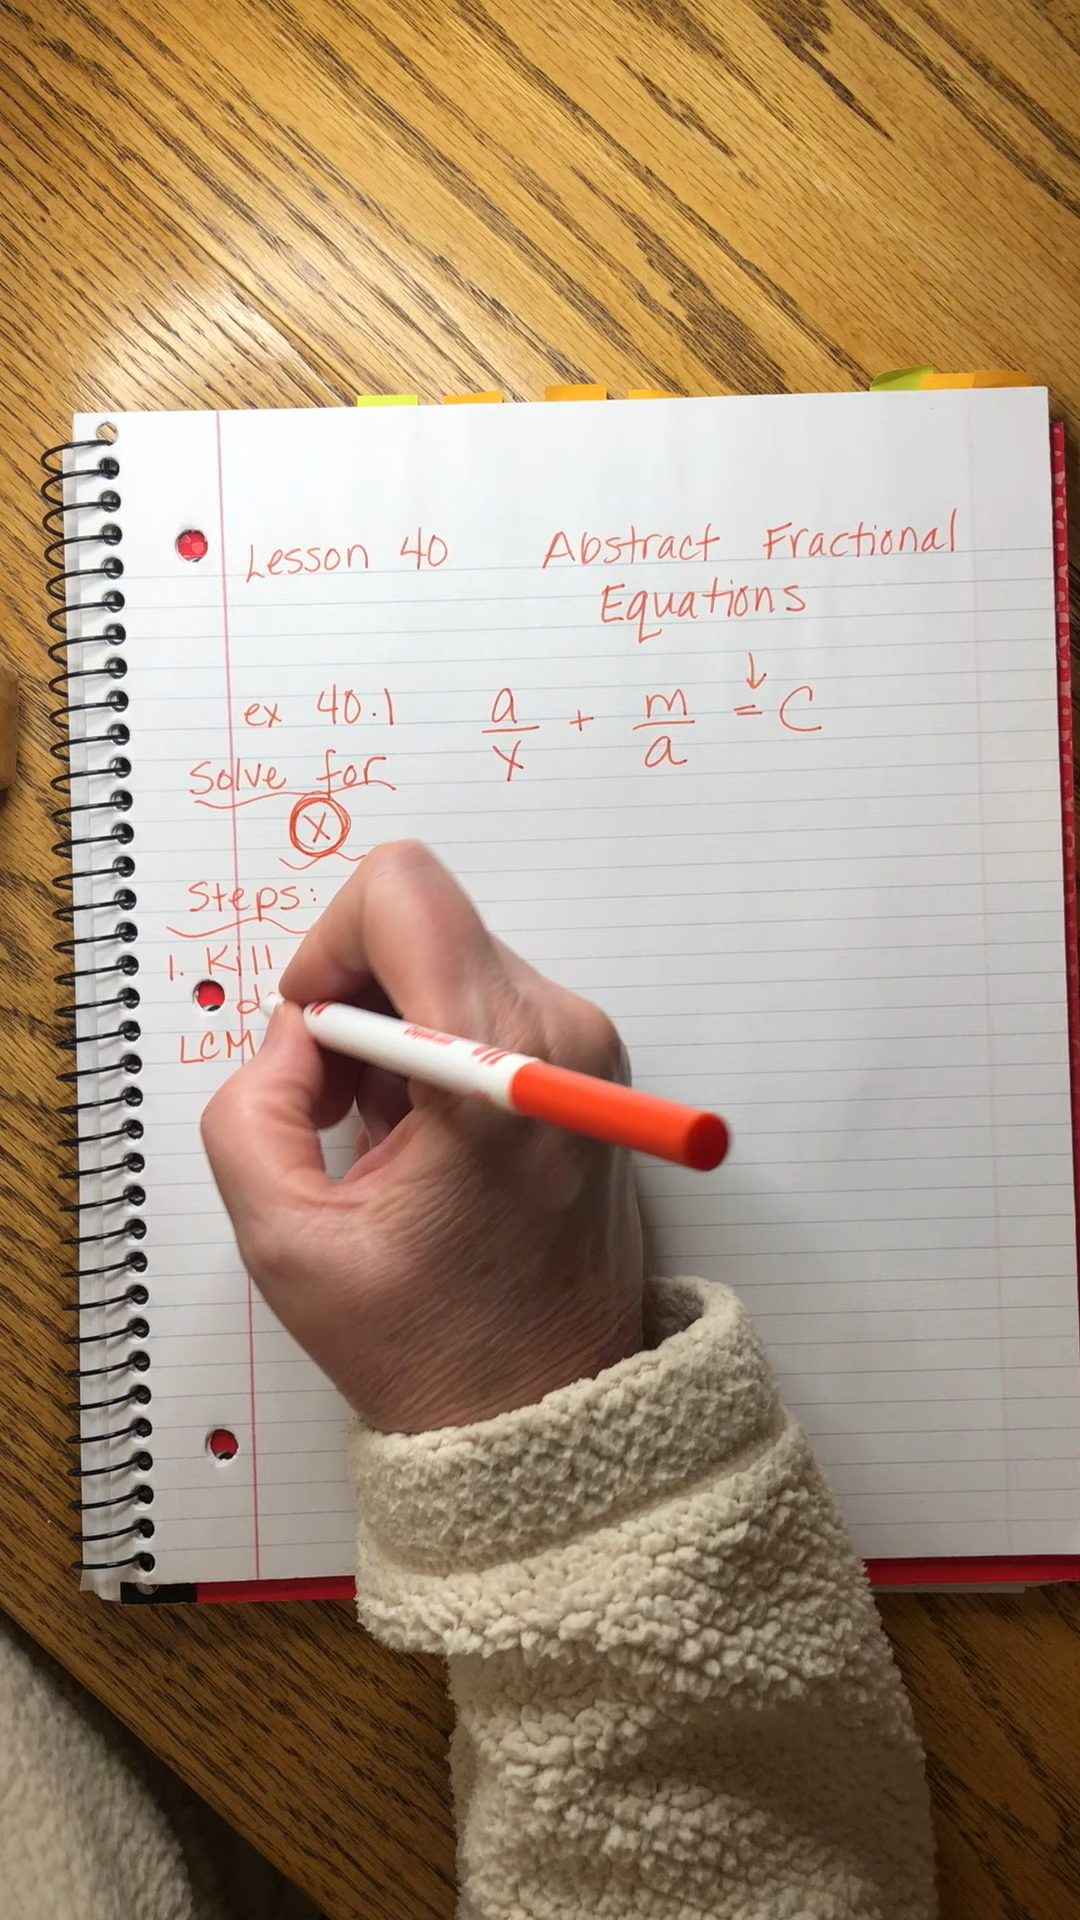 Lesson 40 Abstract Fractional
Equations
↓
ex 40.1 a/x + m/a = C
Solve for
x
Steps:
1. Kill
LCM